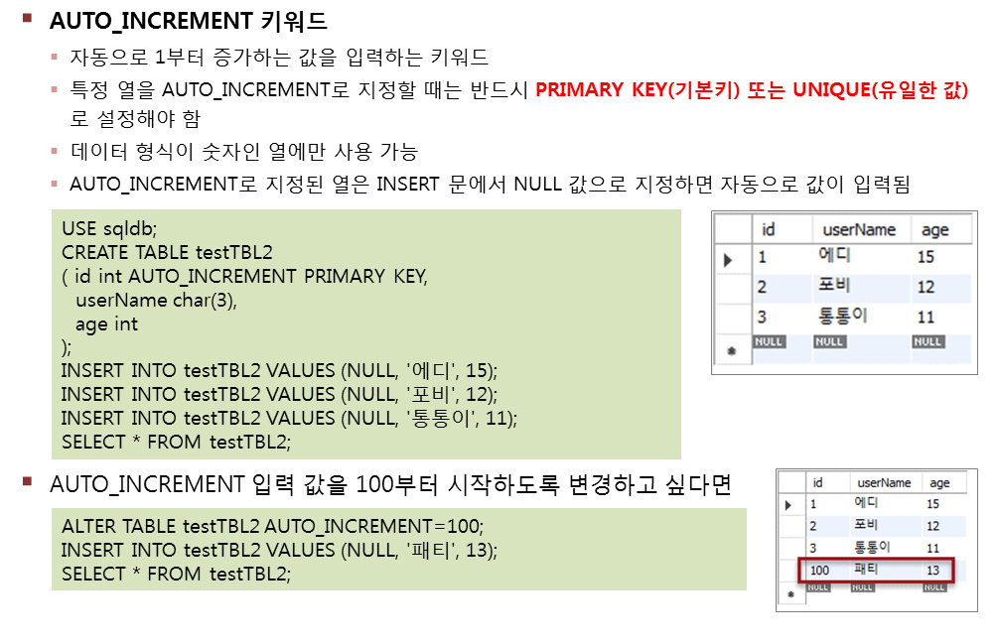 AUTO_INCREMENT 키워드
자동으로 1부터 증가하는 값을 입력하는 키워드
특정 열을 AUTO_INCREMENT로 지정할 때는 반드시 PRIMARY KEY(기본키) 또는 UNIQUE(유일한 값)
로 설정해야 함
데이터 형식이 숫자인 열에만 사용 가능
AUTO_INCREMENT로 지정된 열은 INSERT 문에서 NULL 값으로 지정하면 자동으로 값이 입력됨
USE sqldb;
CREATE TABLE testTBL2
( id int AUTO_INCREMENT PRIMARY KEY,
userName char(3),
age int
);
INSERT INTO testTBL2 VALUES (NULL, '에디', 15);
INSERT INTO testTBL2 VALUES (NULL, '포비', 12);
INSERT INTO testTBL2 VALUES (NULL, '통통이', 11);
SELECT * FROM testTBL2;
id userName age
1 에디 15
2 포비 12
3 통통이 11
NULL NULL NULL
AUTO_INCREMENT 입력 값을 100부터 시작하도록 변경하고 싶다면
ALTER TABLE testTBL2 AUTO_INCREMENT=100;
INSERT INTO testTBL2 VALUES (NULL, '패티', 13);
SELECT * FROM testTBL2;
id userName age
1 에디 15
2 포비 12
3 통통이 11
100 패티 13
NULL NULL NULL